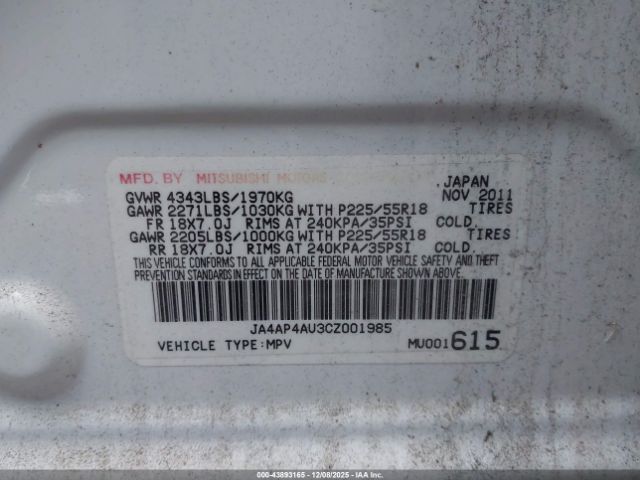 MFD. BY MITSUBISHI MOTORS JAPAN
GVWR 4343LBS/1970KG NOV 2011
GAWR 2271LBS/1030KG WITH P225/55R18 TIRES
FR 18X7.0J RIMS AT 240KPA/35PSI COLD.
GAWR 2205LBS/1000KG WITH P225/55R18 TIRES
RR 18X7.0J RIMS AT 240KPA/35PSI COLD.
THIS VEHICLE CONFORMS TO ALL APPLICABLE FEDERAL MOTOR VEHICLE SAFETY AND THEFT
PREVENTION STANDARDS IN EFFECT ON THE DATE OF MANUFACTURE SHOWN ABOVE.
JA4AP4AU3CZ001985
VEHICLE TYPE:MPV MU001615
000-43893165 • 12/08/2025 • IAAI.COM